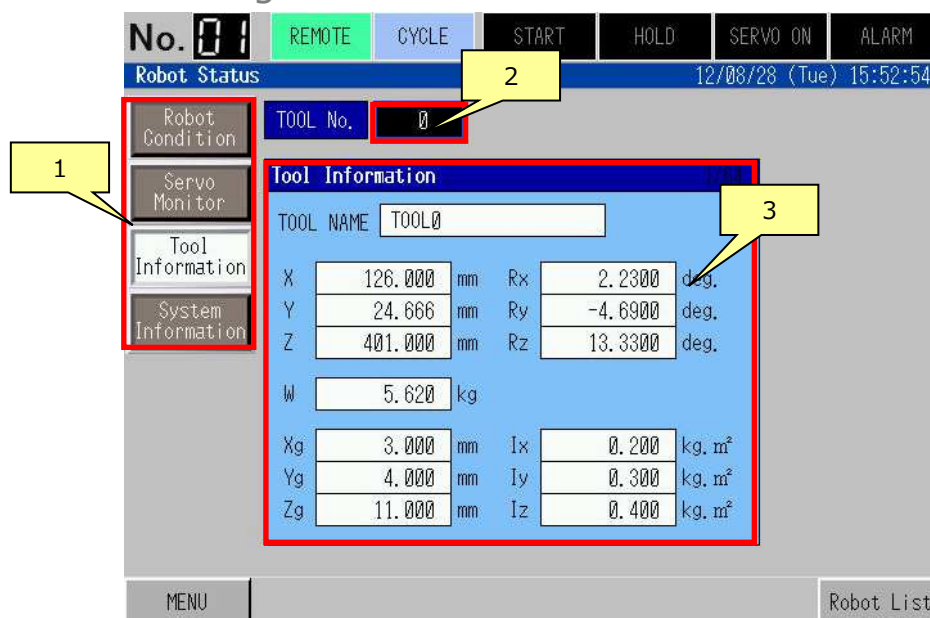 No. 01 REMOTE CYCLE START HOLD SERVO ON ALARM
Robot Status 12/08/28 (Tue) 15:52:54
2
Robot Condition
TOOL No. 0
1
Servo Monitor
Tool Information
System Information
Tool Information
3
TOOL NAME TOOL0
X 126.000 mm Rx 2.2300 deg.
Y 24.666 mm Ry -4.6900 deg.
Z 401.000 mm Rz 13.3300 deg.
W 5.620 kg
Xg 3.000 mm Ix 0.200 kg.m²
Yg 4.000 mm Iy 0.300 kg.m²
Zg 11.000 mm Iz 0.400 kg.m²
MENU Robot List